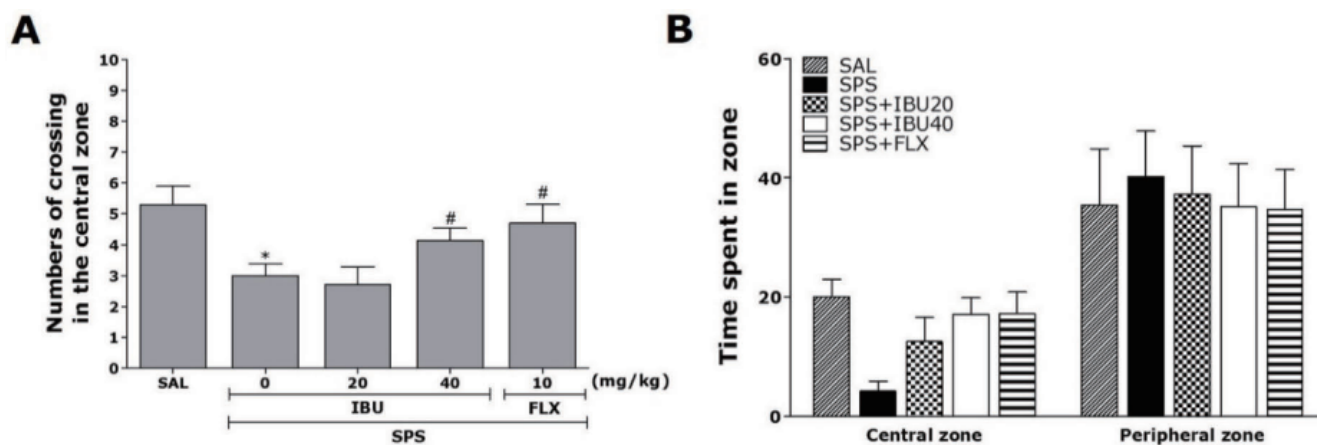 A
Numbers of crossing
in the central zone
10
9
8
7
6
5
4
3
2
1
0
*
#
#
SAL
0
20
40
10
(mg/kg)
IBU
FLX
SPS
B
Time spent in zone
60
40
20
0
SAL
SPS
SPS+IBU20
SPS+IBU40
SPS+FLX
Central zone
Peripheral zone